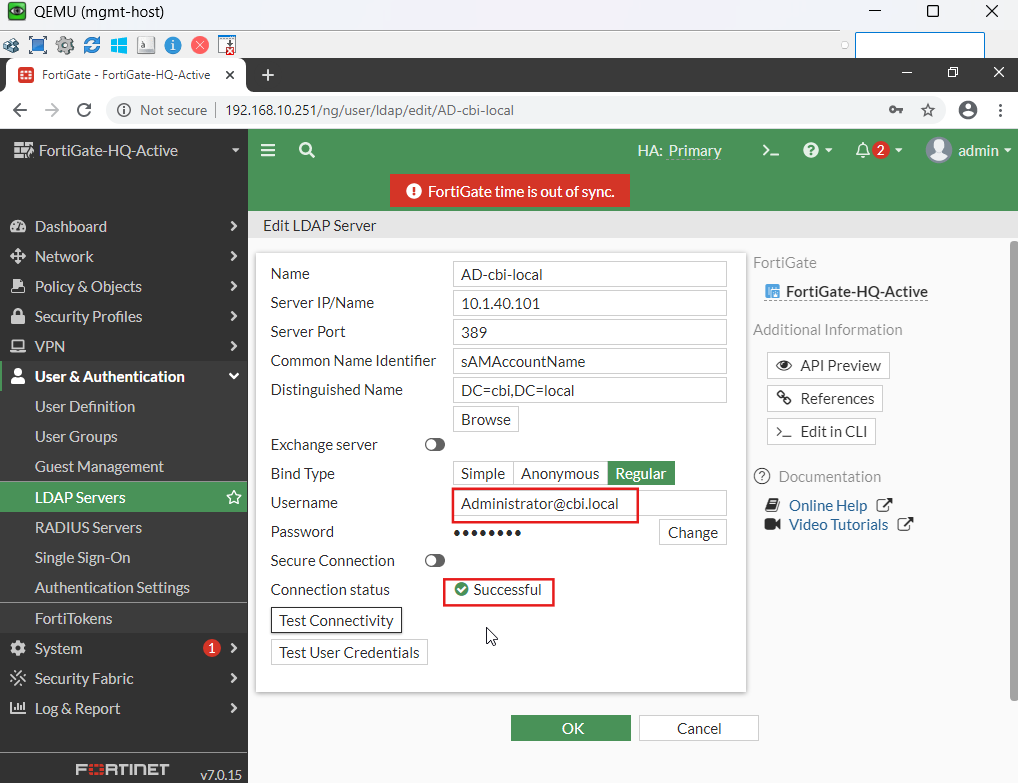 QEMU (mgmt-host)
FortiGate - FortiGate-HQ-Active
Not secure
192.168.10.251/ng/user/ldap/edit/AD-cbi-local
FortiGate-HQ-Active
HA: Primary
2
admin
FortiGate time is out of sync.
Dashboard
Network
Policy & Objects
Security Profiles
VPN
User & Authentication
User Definition
User Groups
Guest Management
LDAP Servers
RADIUS Servers
Single Sign-On
Authentication Settings
FortiTokens
System 1
Security Fabric
Log & Report
FORTINET
v7.0.15
Edit LDAP Server
Name AD-cbi-local
Server IP/Name 10.1.40.101
Server Port 389
Common Name Identifier sAMAccountName
Distinguished Name DC=cbi,DC=local
Browse
Exchange server
Bind Type Simple Anonymous Regular
Username Administrator@cbi.local
Password •••••••• Change
Secure Connection
Connection status Successful
Test Connectivity
Test User Credentials
OK Cancel
FortiGate
FortiGate-HQ-Active
Additional Information
API Preview
References
>_ Edit in CLI
Documentation
Online Help
Video Tutorials